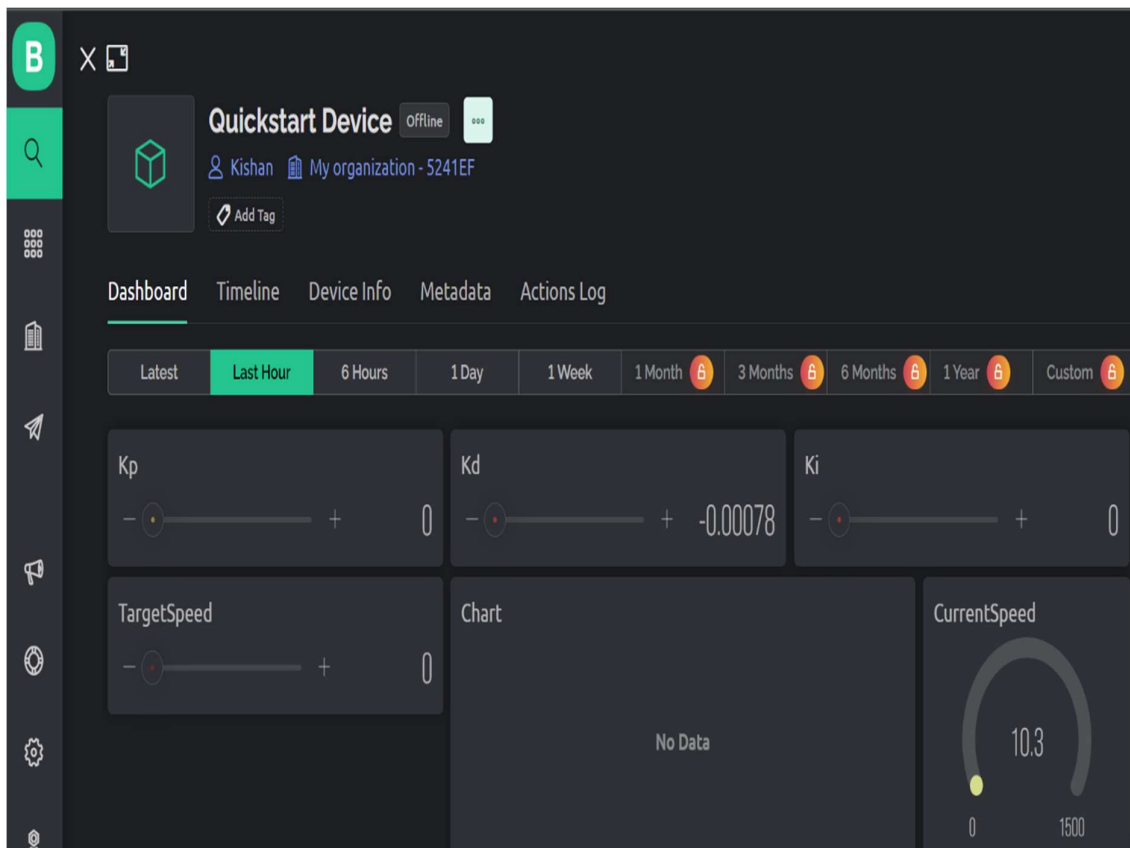 B
Quickstart Device Offline
Kishan My organization - 5241EF
Add Tag
Dashboard Timeline Device Info Metadata Actions Log
Latest Last Hour 6 Hours 1 Day 1 Week 1 Month 3 Months 6 Months 1 Year Custom
Kp
− + 0
Kd
− + -0.00078
Ki
− + 0
TargetSpeed
− + 0
Chart
No Data
CurrentSpeed
10.3
0 1500